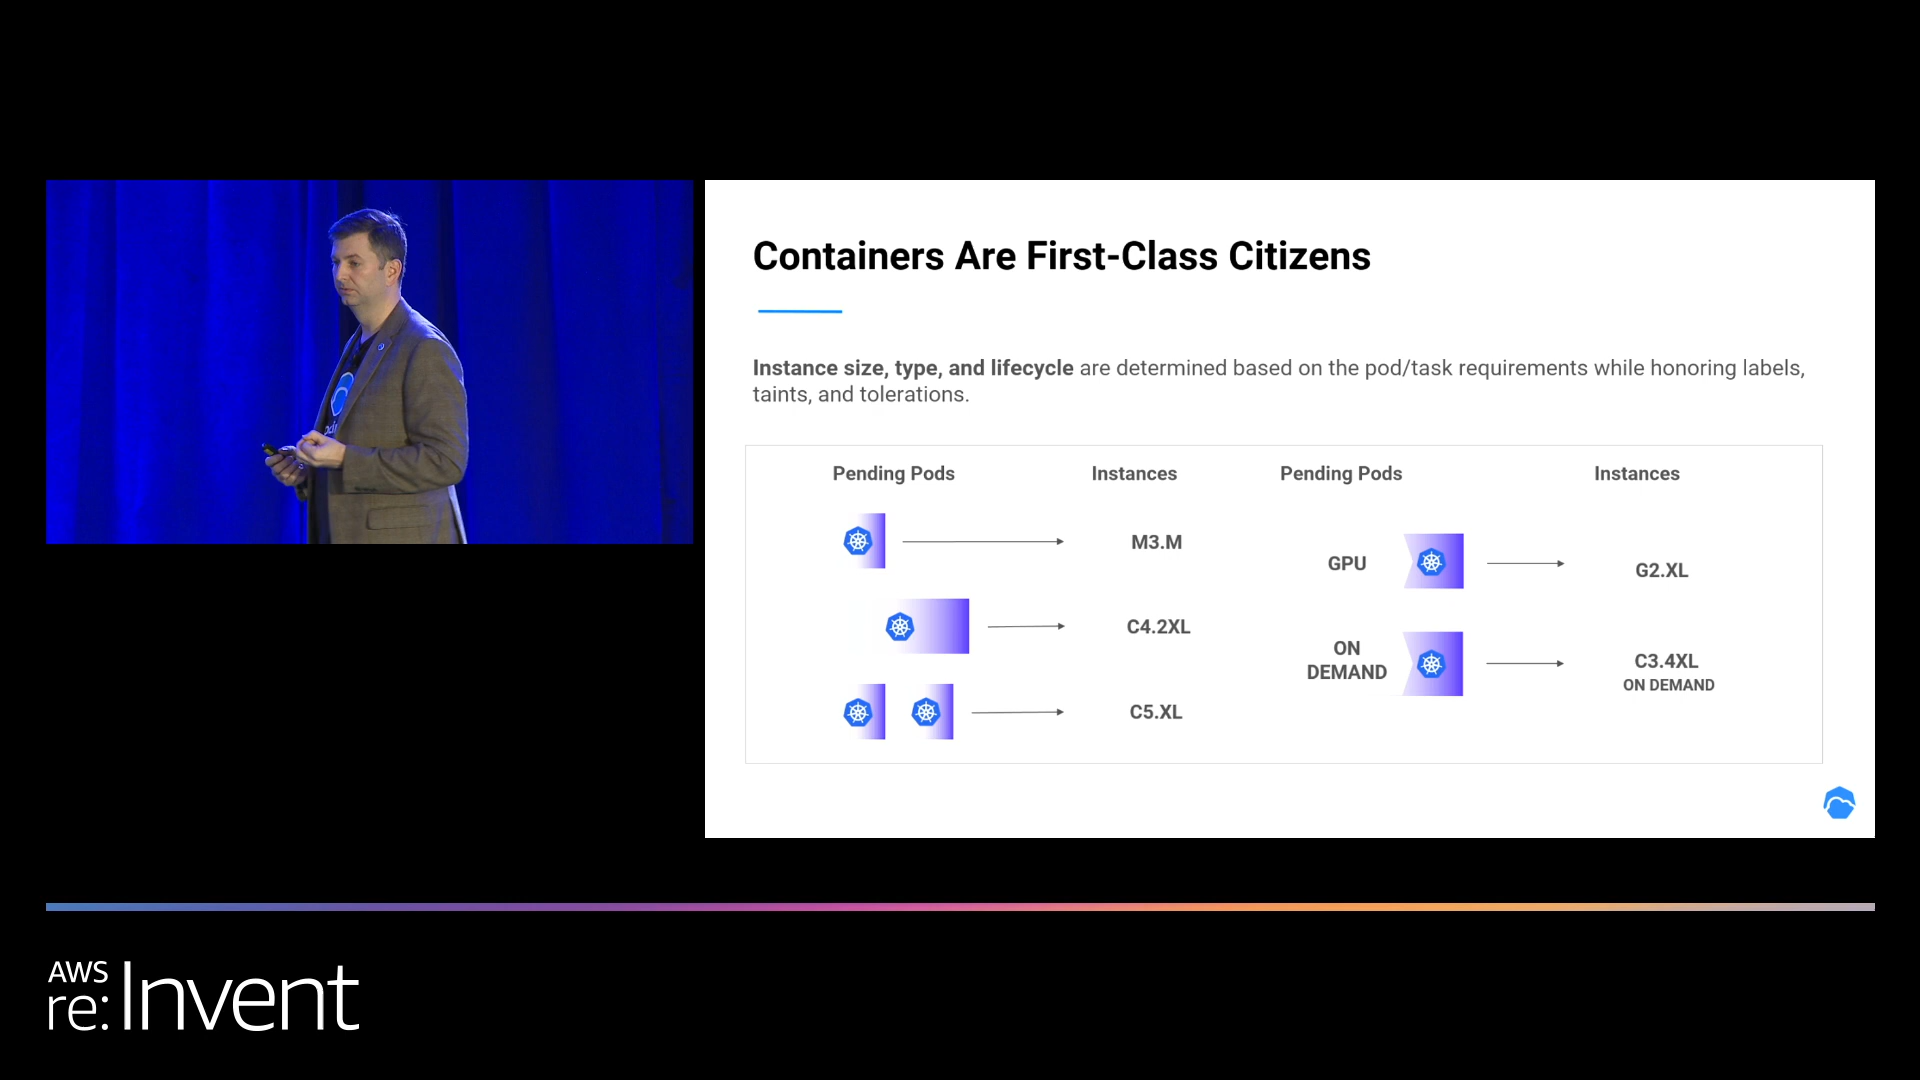 Containers Are First-Class Citizens
Instance size, type, and lifecycle are determined based on the pod/task requirements while honoring labels,
taints, and tolerations.
Pending Pods Instances Pending Pods Instances
M3.M
C4.2XL
C5.XL
GPU G2.XL
ON
DEMAND
C3.4XL
ON DEMAND
AWS
re:Invent